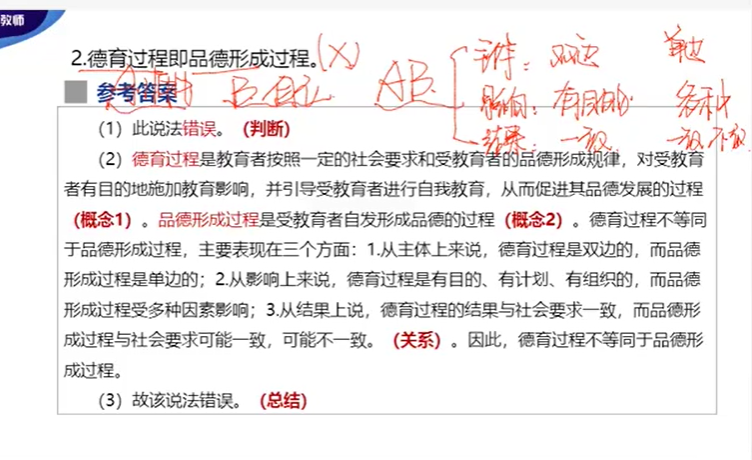 教师
2.德育过程即品德形成过程。(X)
主体：双边 单边
影响：有目的 各种
结果：一致 一致不致
AB
参考答案
（1）此说法错误。（判断）
（2）德育过程是教育者按照一定的社会要求和受教育者的品德形成规律，对受教育
者有目的地施加教育影响，并引导受教育者进行自我教育，从而促进其品德发展的过程
（概念1）。品德形成过程是受教育者自发形成品德的过程（概念2）。德育过程不等同
于品德形成过程，主要表现在三个方面：1.从主体上来说，德育过程是双边的，而品德
形成过程是单边的；2.从影响上来说，德育过程是有目的、有计划、有组织的，而品德
形成过程受多种因素影响；3.从结果上说，德育过程的结果与社会要求一致，而品德形
成过程与社会要求可能一致，可能不一致。（关系）。因此，德育过程不等同于品德形
成过程。
（3）故该说法错误。（总结）